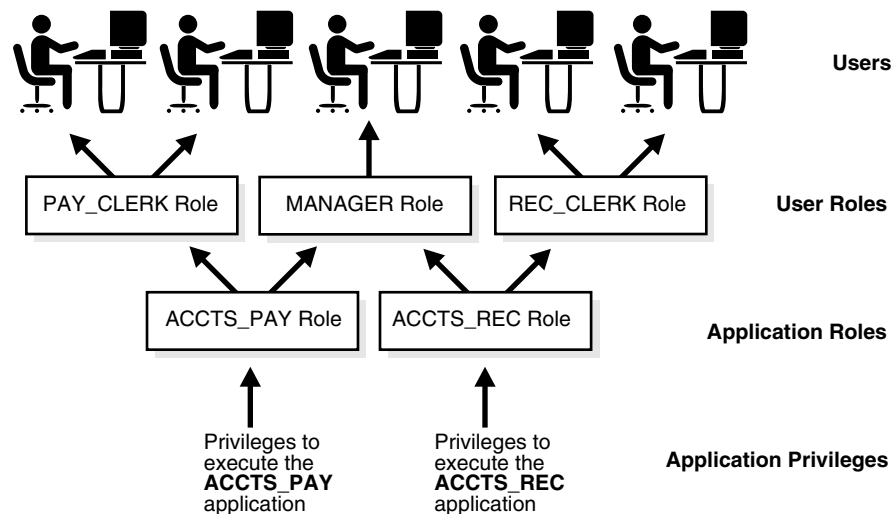 Users
PAY_CLERK Role
MANAGER Role
REC_CLERK Role
User Roles
ACCTS_PAY Role
ACCTS_REC Role
Application Roles
Privileges to
execute the
ACCTS_PAY
application
Privileges to
execute the
ACCTS_REC
application
Application Privileges